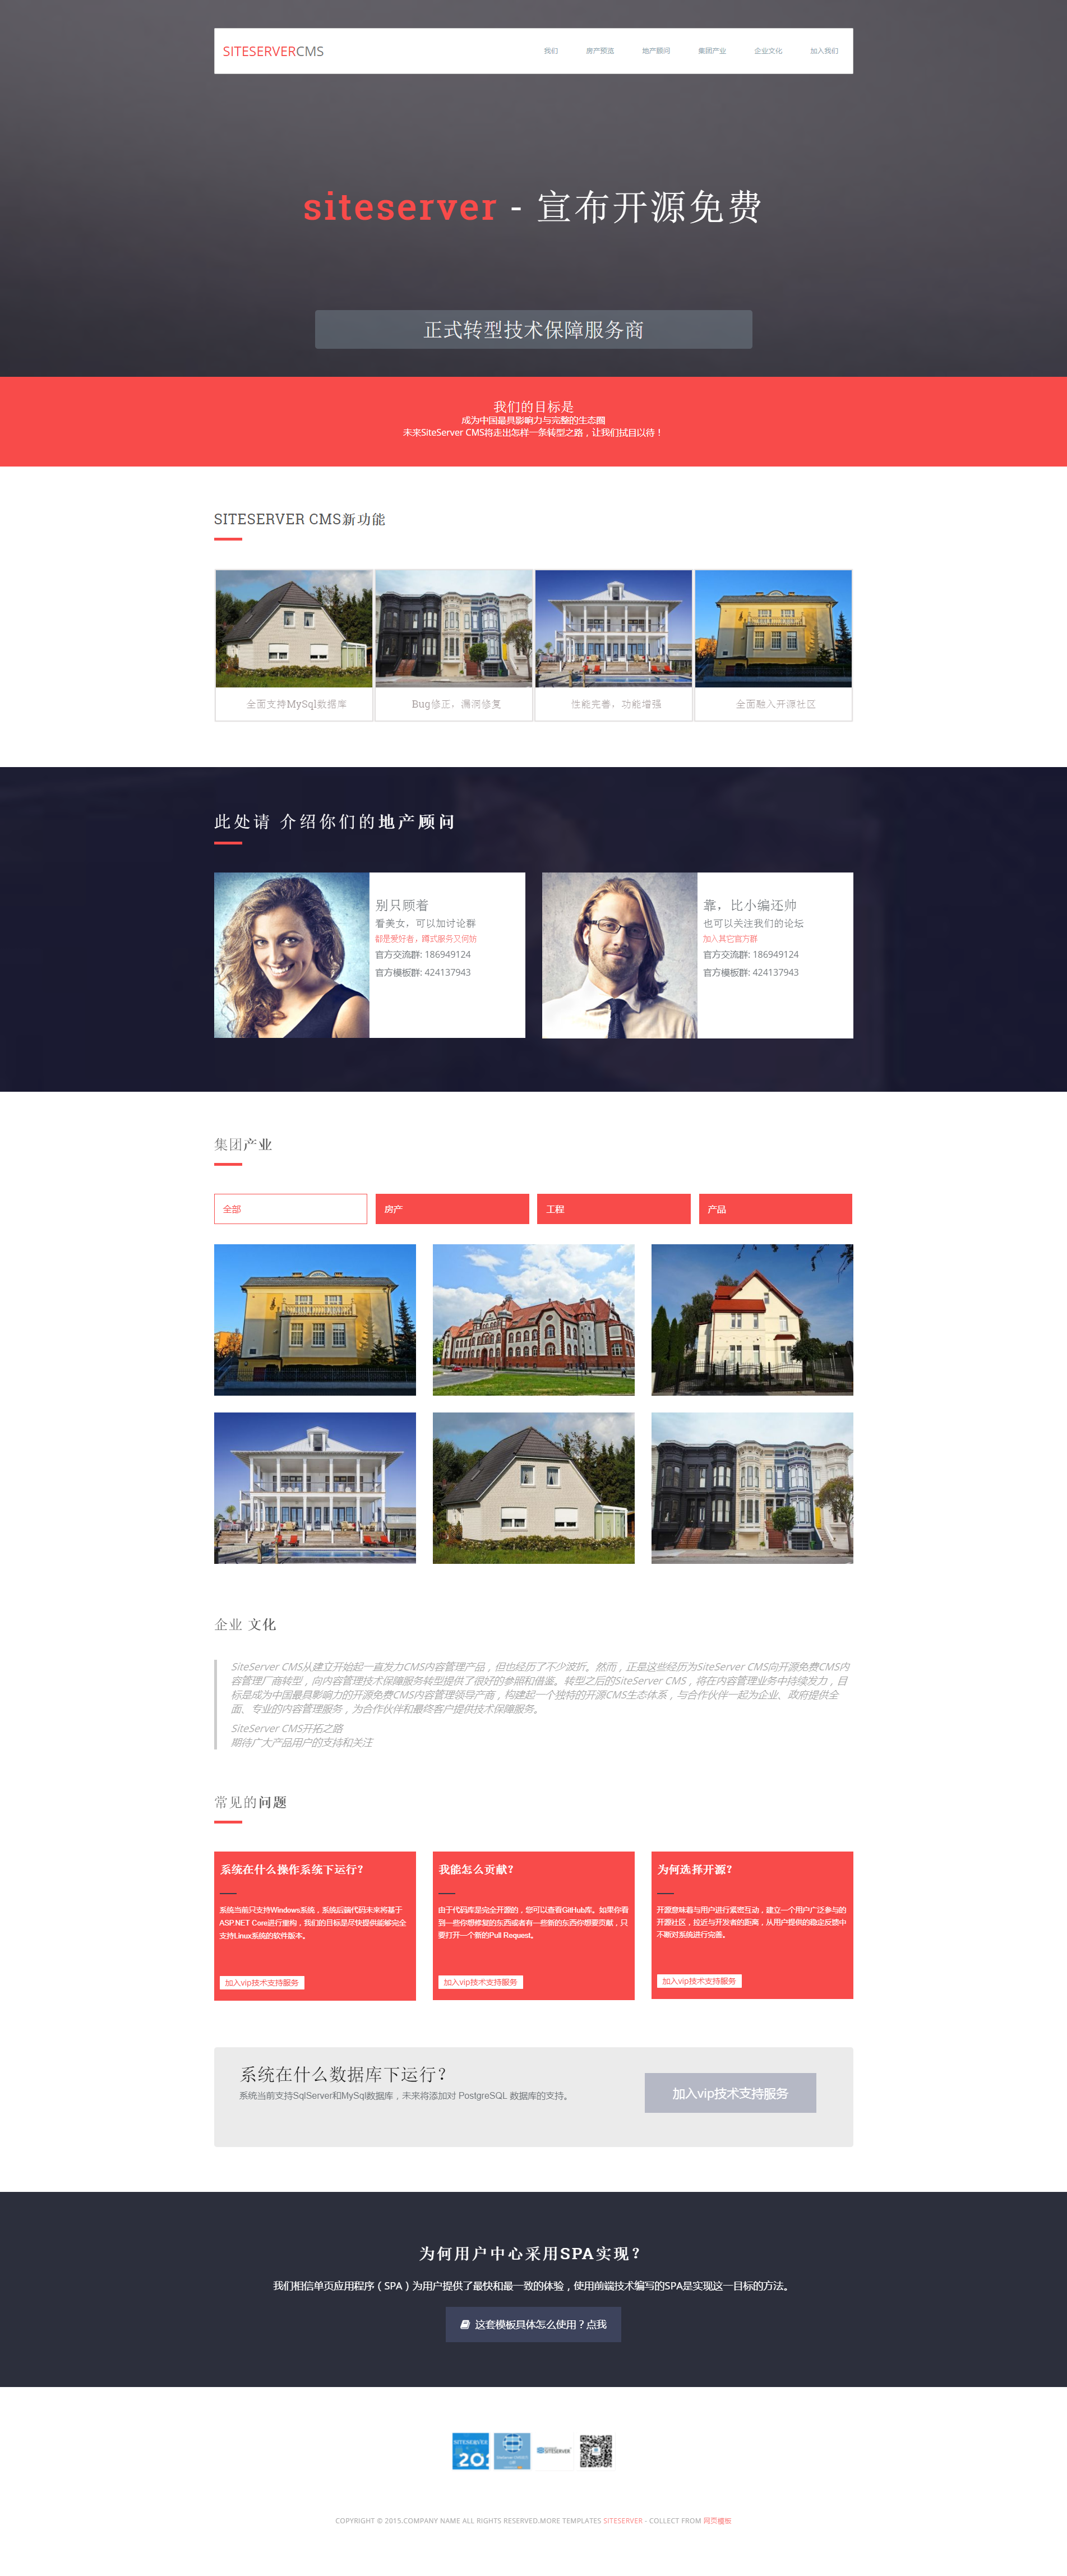 SITESERVERCMS
我们 房产预览 地产顾问 集团产业 企业文化 加入我们
siteserver - 宣布开源免费
正式转型技术保障服务商
我们的目标是
成为中国最具影响力与完整的生态圈
未来SiteServer CMS将走出怎样一条转型之路，让我们拭目以待！
SITESERVER CMS新功能
全面支持MySql数据库
Bug修正，漏洞修复
性能完善，功能增强
全面融入开源社区
此处请 介绍你们的地产顾问
别只顾着
看美女，可以加讨论群
都是爱好者，蹲式服务又何妨
官方交流群: 186949124
官方模板群: 424137943
靠，比小编还帅
也可以关注我们的论坛
加入其它官方群
官方交流群: 186949124
官方模板群: 424137943
集团产业
全部 房产 工程 产品
企业 文化
SiteServer CMS从建立开始起一直发力CMS内容管理产品，但也经历了不少波折。然而，正是这些经历为SiteServer CMS向开源免费CMS内
容管理厂商转型，向内容管理技术保障服务转型提供了很好的参照和借鉴。转型之后的SiteServer CMS，将在内容管理业务中持续发力，目
标是成为中国最具影响力的开源免费CMS内容管理领导产商，构建起一个独特的开源CMS生态体系，与合作伙伴一起为企业、政府提供全
面、专业的内容管理服务，为合作伙伴和最终客户提供技术保障服务。
SiteServer CMS开拓之路
期待广大产品用户的支持和关注
常见的问题
系统在什么操作系统下运行？
系统当前只支持Windows系统，系统后端代码未来将基于
ASP.NET Core进行重构，我们的目标是尽快提供能够完全
支持Linux系统的软件版本。
加入vip技术支持服务
我能怎么贡献？
由于代码库是完全开源的，您可以查看GitHub库。如果你看
到一些你想修复的东西或者有一些新的东西你想要贡献，只
要打开一个新的Pull Request。
加入vip技术支持服务
为何选择开源？
开源意味着与用户进行紧密互动，建立一个用户广泛参与的
开源社区，拉近与开发者的距离，从用户提供的稳定反馈中
不断对系统进行完善。
加入vip技术支持服务
系统在什么数据库下运行？
系统当前支持SqlServer和MySql数据库，未来将添加对 PostgreSQL 数据库的支持。
加入vip技术支持服务
为何用户中心采用SPA实现？
我们相信单页应用程序（SPA）为用户提供了最快和最一致的体验，使用前端技术编写的SPA是实现这一目标的方法。
这套模板具体怎么使用？点我
SITESERVER
SITESERVER
COPYRIGHT © 2015.COMPANY NAME ALL RIGHTS RESERVED.MORE TEMPLATES SITESERVER - COLLECT FROM 网页模板